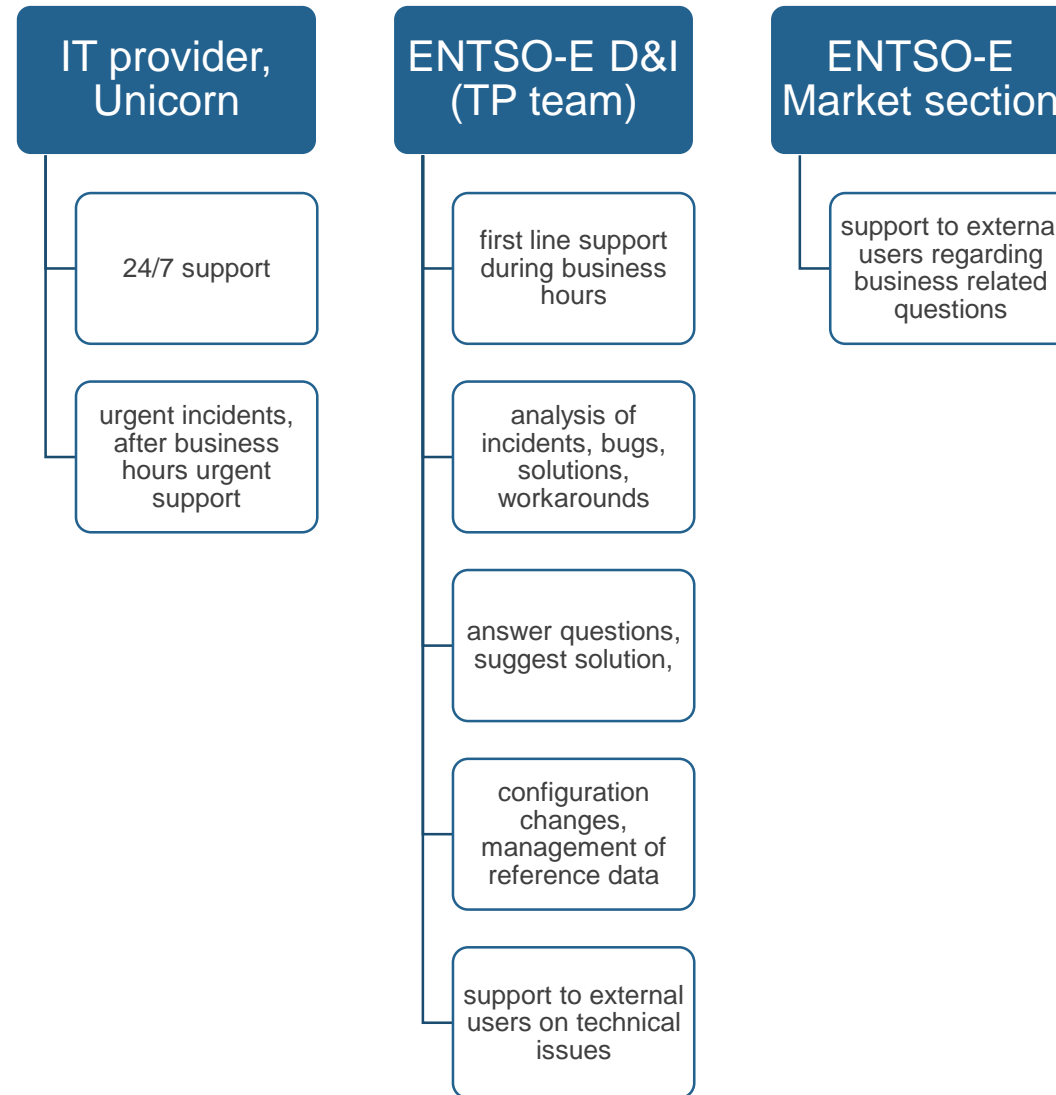 IT provider,
Unicorn
24/7 support
urgent incidents,
after business
hours urgent
support
ENTSO-E D&I
(TP team)
first line support
during business
hours
analysis of
incidents, bugs,
solutions,
workarounds
answer questions,
suggest solution,
configuration
changes,
management of
reference data
support to external
users on technical
issues
ENTSO-E
Market section
support to externa
users regarding
business related
questions